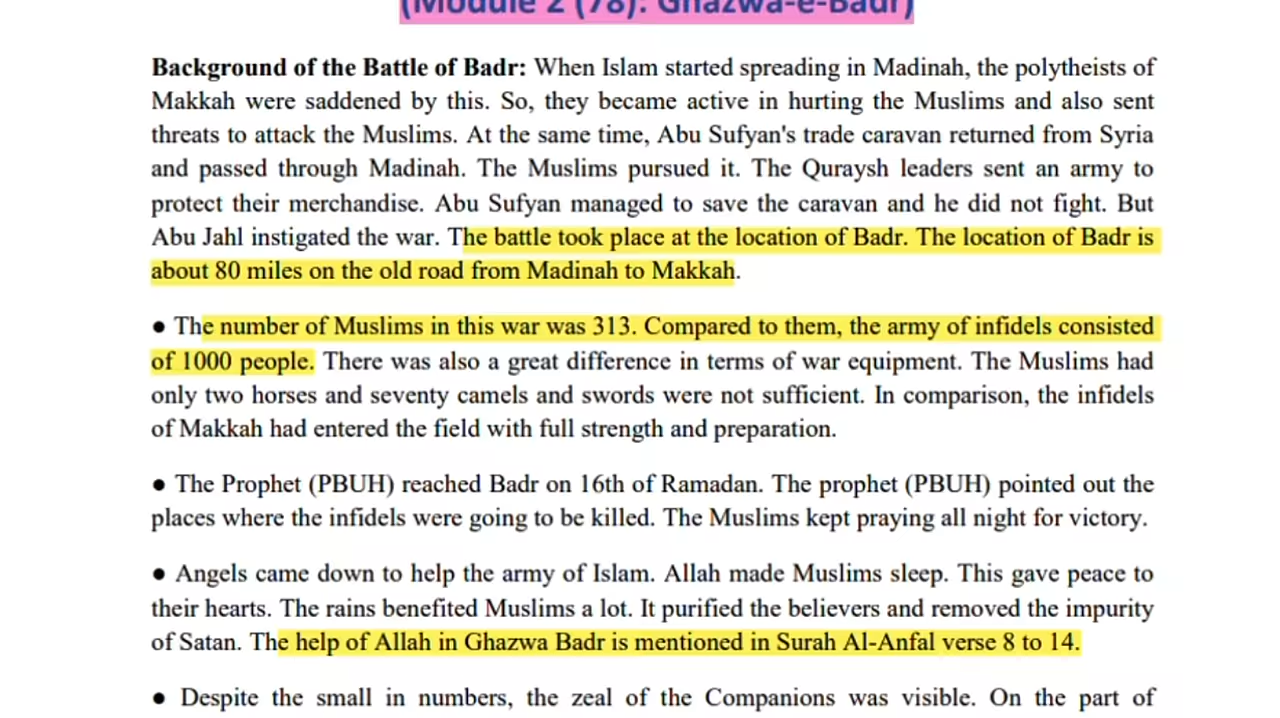 (Module 2 (78): Ghazwa-e-Badr)
Background of the Battle of Badr: When Islam started spreading in Madinah, the polytheists of
Makkah were saddened by this. So, they became active in hurting the Muslims and also sent
threats to attack the Muslims. At the same time, Abu Sufyan's trade caravan returned from Syria
and passed through Madinah. The Muslims pursued it. The Quraysh leaders sent an army to
protect their merchandise. Abu Sufyan managed to save the caravan and he did not fight. But
Abu Jahl instigated the war. The battle took place at the location of Badr. The location of Badr is
about 80 miles on the old road from Madinah to Makkah.
● The number of Muslims in this war was 313. Compared to them, the army of infidels consisted
of 1000 people. There was also a great difference in terms of war equipment. The Muslims had
only two horses and seventy camels and swords were not sufficient. In comparison, the infidels
of Makkah had entered the field with full strength and preparation.
● The Prophet (PBUH) reached Badr on 16th of Ramadan. The prophet (PBUH) pointed out the
places where the infidels were going to be killed. The Muslims kept praying all night for victory.
● Angels came down to help the army of Islam. Allah made Muslims sleep. This gave peace to
their hearts. The rains benefited Muslims a lot. It purified the believers and removed the impurity
of Satan. The help of Allah in Ghazwa Badr is mentioned in Surah Al-Anfal verse 8 to 14.
● Despite the small in numbers, the zeal of the Companions was visible. On the part of